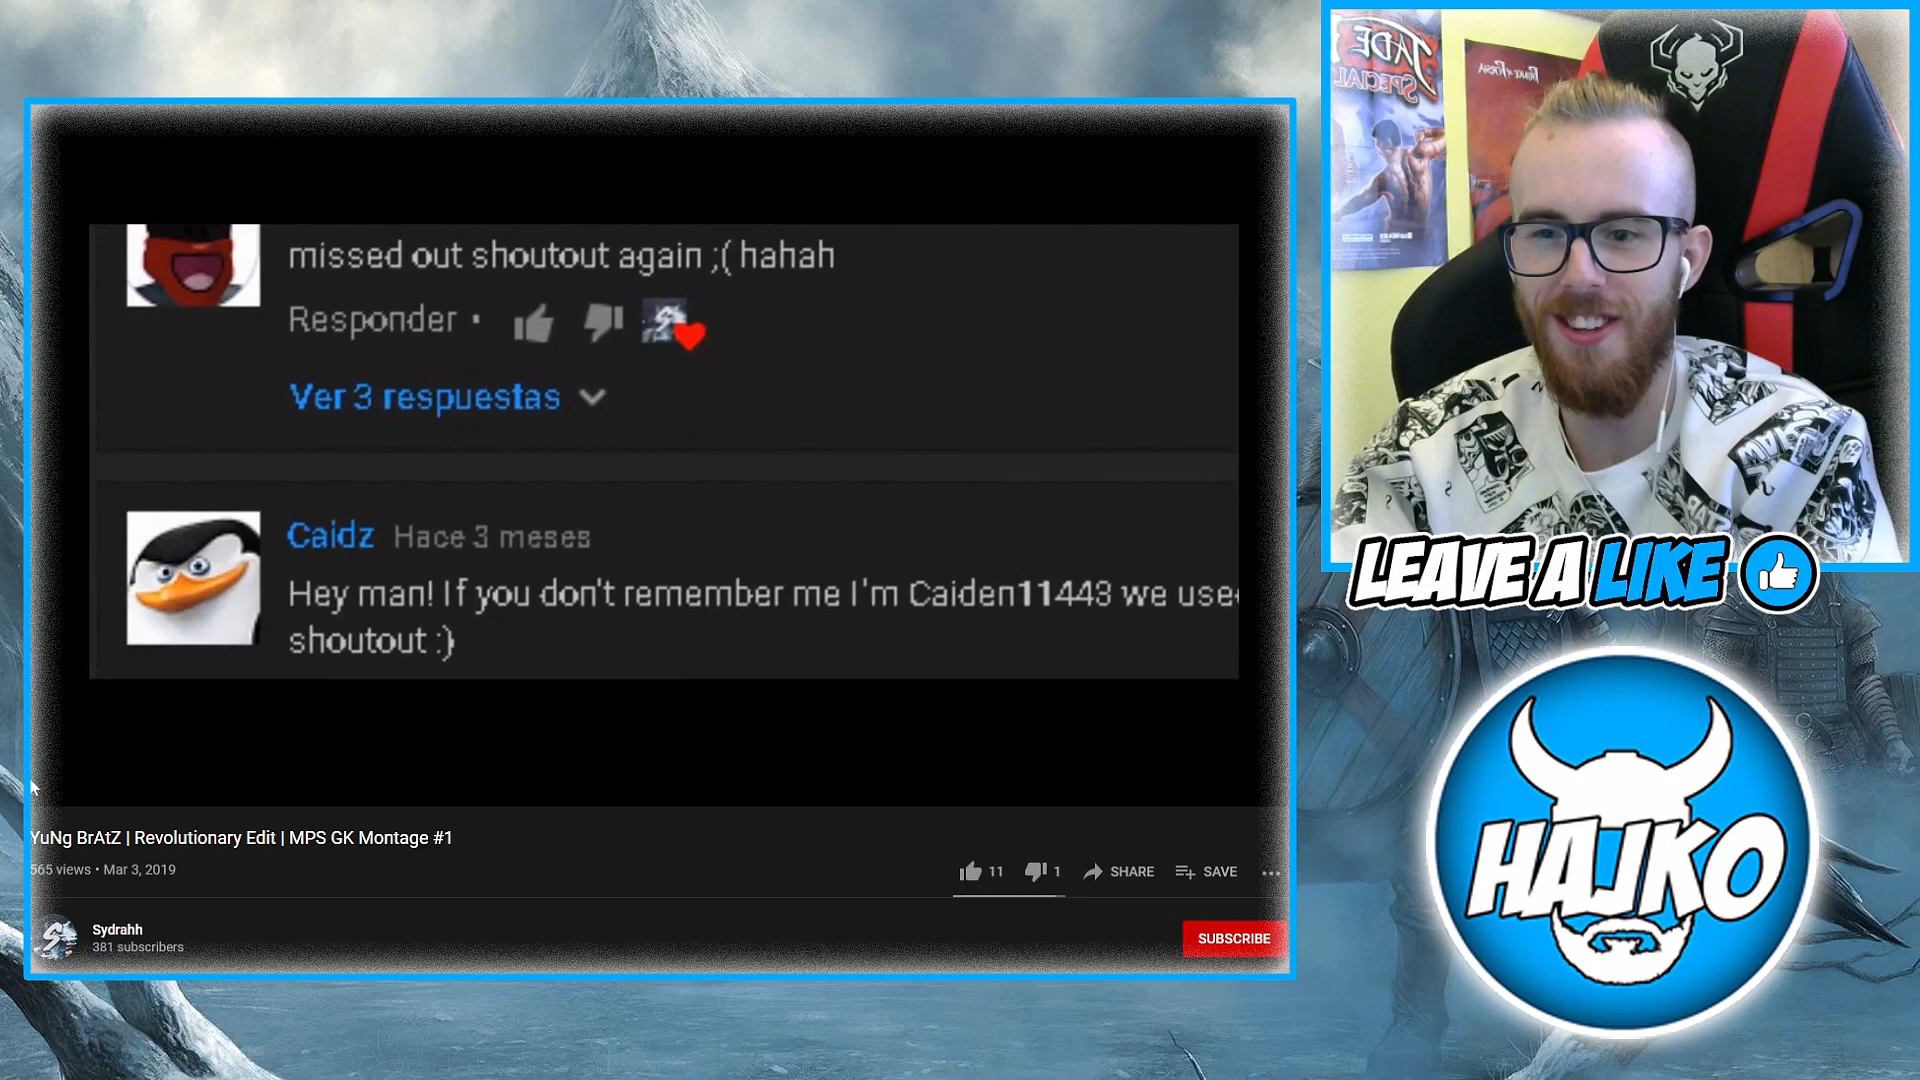 missed out shoutout again ;( hahah
Responder •
Ver 3 respuestas
Caidz Hace 3 meses
Hey man! If you don't remember me I'm Caiden11443 we use
shoutout :)
YuNg BrAtZ | Revolutionary Edit | MPS GK Montage #1
565 views • Mar 3, 2019
11 1 SHARE SAVE
Sydrahh
381 subscribers
SUBSCRIBE
JADE
SPECIAL
LEAVE A LIKE
HAJKO